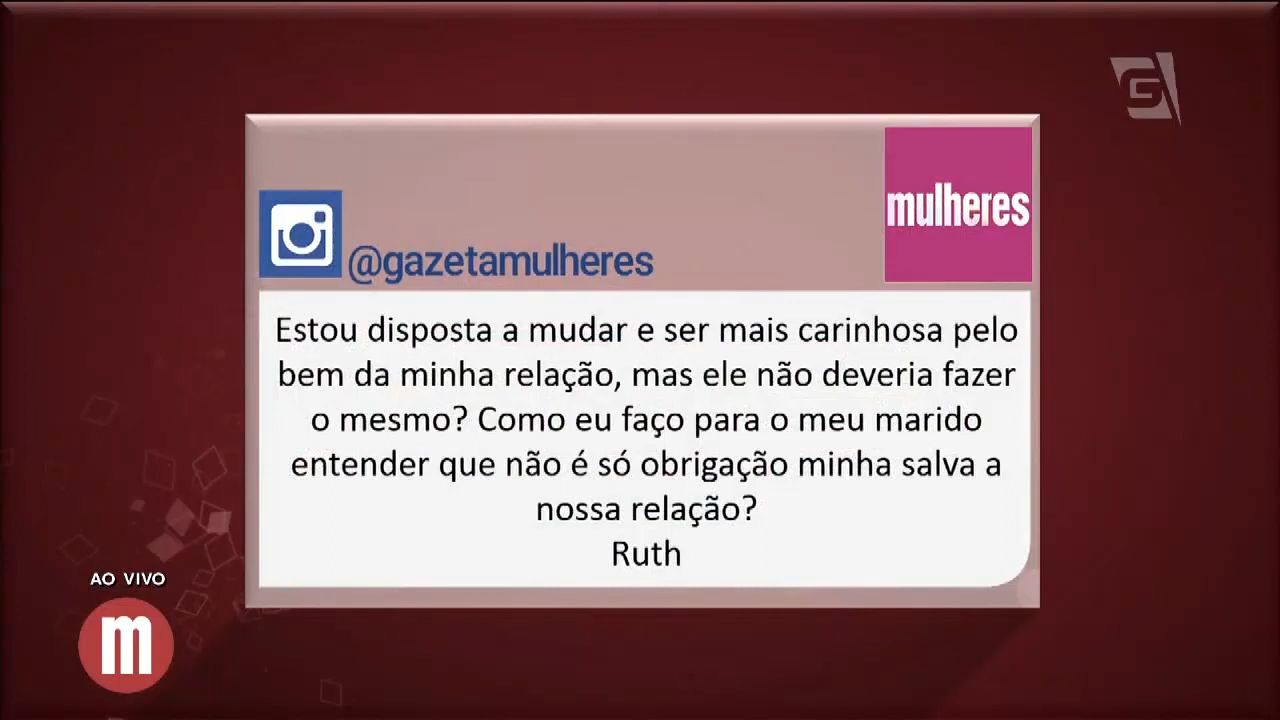 mulheres
@gazetamulheres
Estou disposta a mudar e ser mais carinhosa pelo
bem da minha relação, mas ele não deveria fazer
o mesmo? Como eu faço para o meu marido
entender que não é só obrigação minha salva a
nossa relação?
Ruth
AO VIVO
m
G